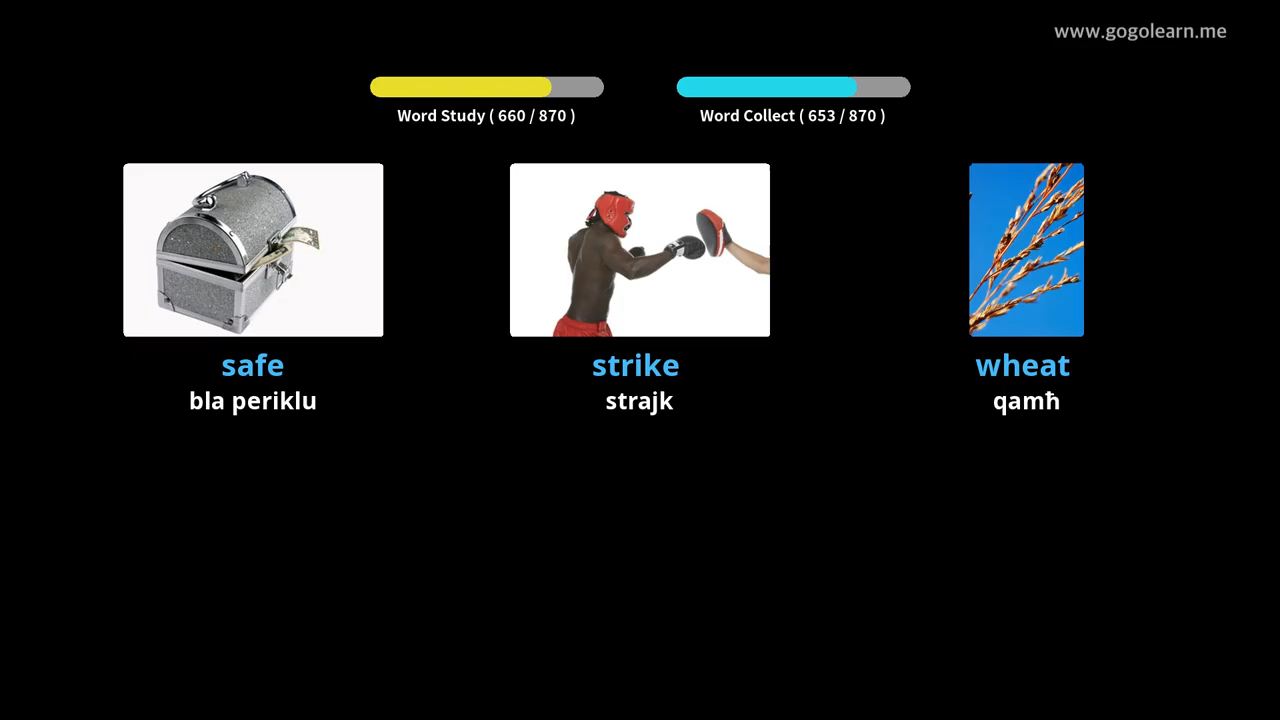 www.gogolearn.me
Word Study ( 660 / 870 )
Word Collect ( 653 / 870 )
safe
strike
wheat
bla periklu
strajk
qamħ